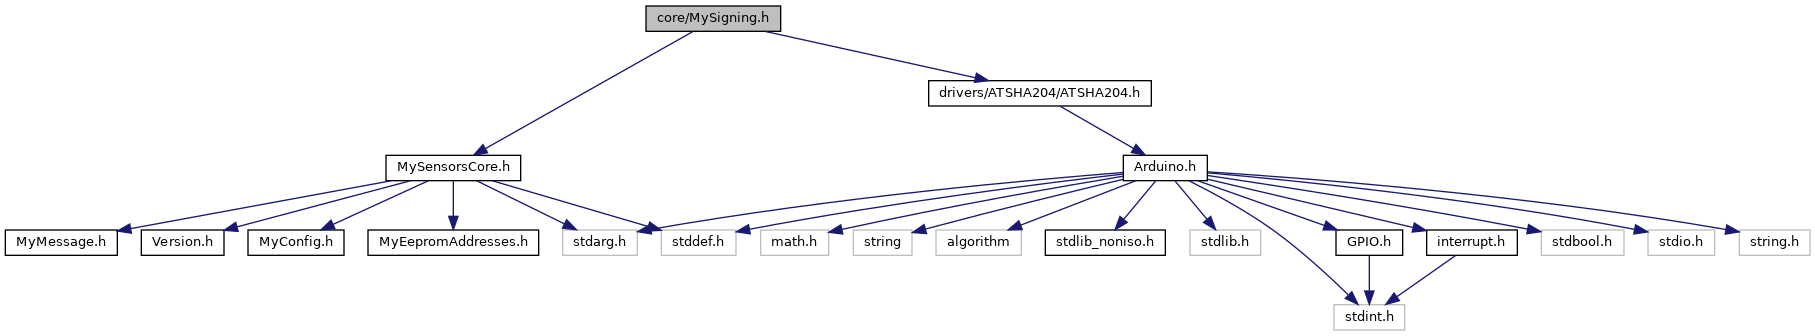 core/MySigning.h
drivers/ATSHA204/ATSHA204.h
MySensorsCore.h
Arduino.h
MyMessage.h
Version.h
MyConfig.h
MyEepromAddresses.h
stdarg.h
stddef.h
math.h
string
algorithm
stdlib_noniso.h
stdlib.h
GPIO.h
interrupt.h
stdbool.h
stdio.h
string.h
stdint.h